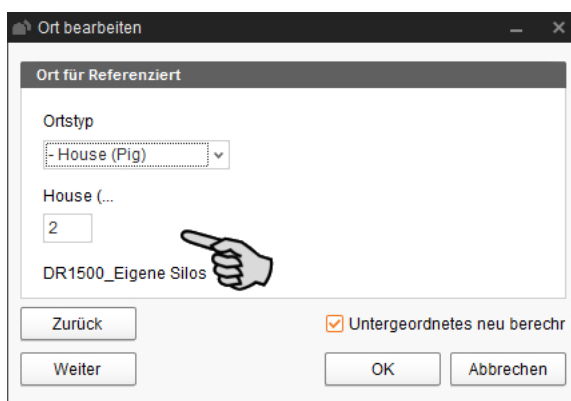 Ort bearbeiten
Ort für Referenziert
Ortstyp
- House (Pig)
House (...
2
DR1500_Eigene Silos
Zurück
Untergeordnetes neu berechr
Weiter
OK
Abbrechen